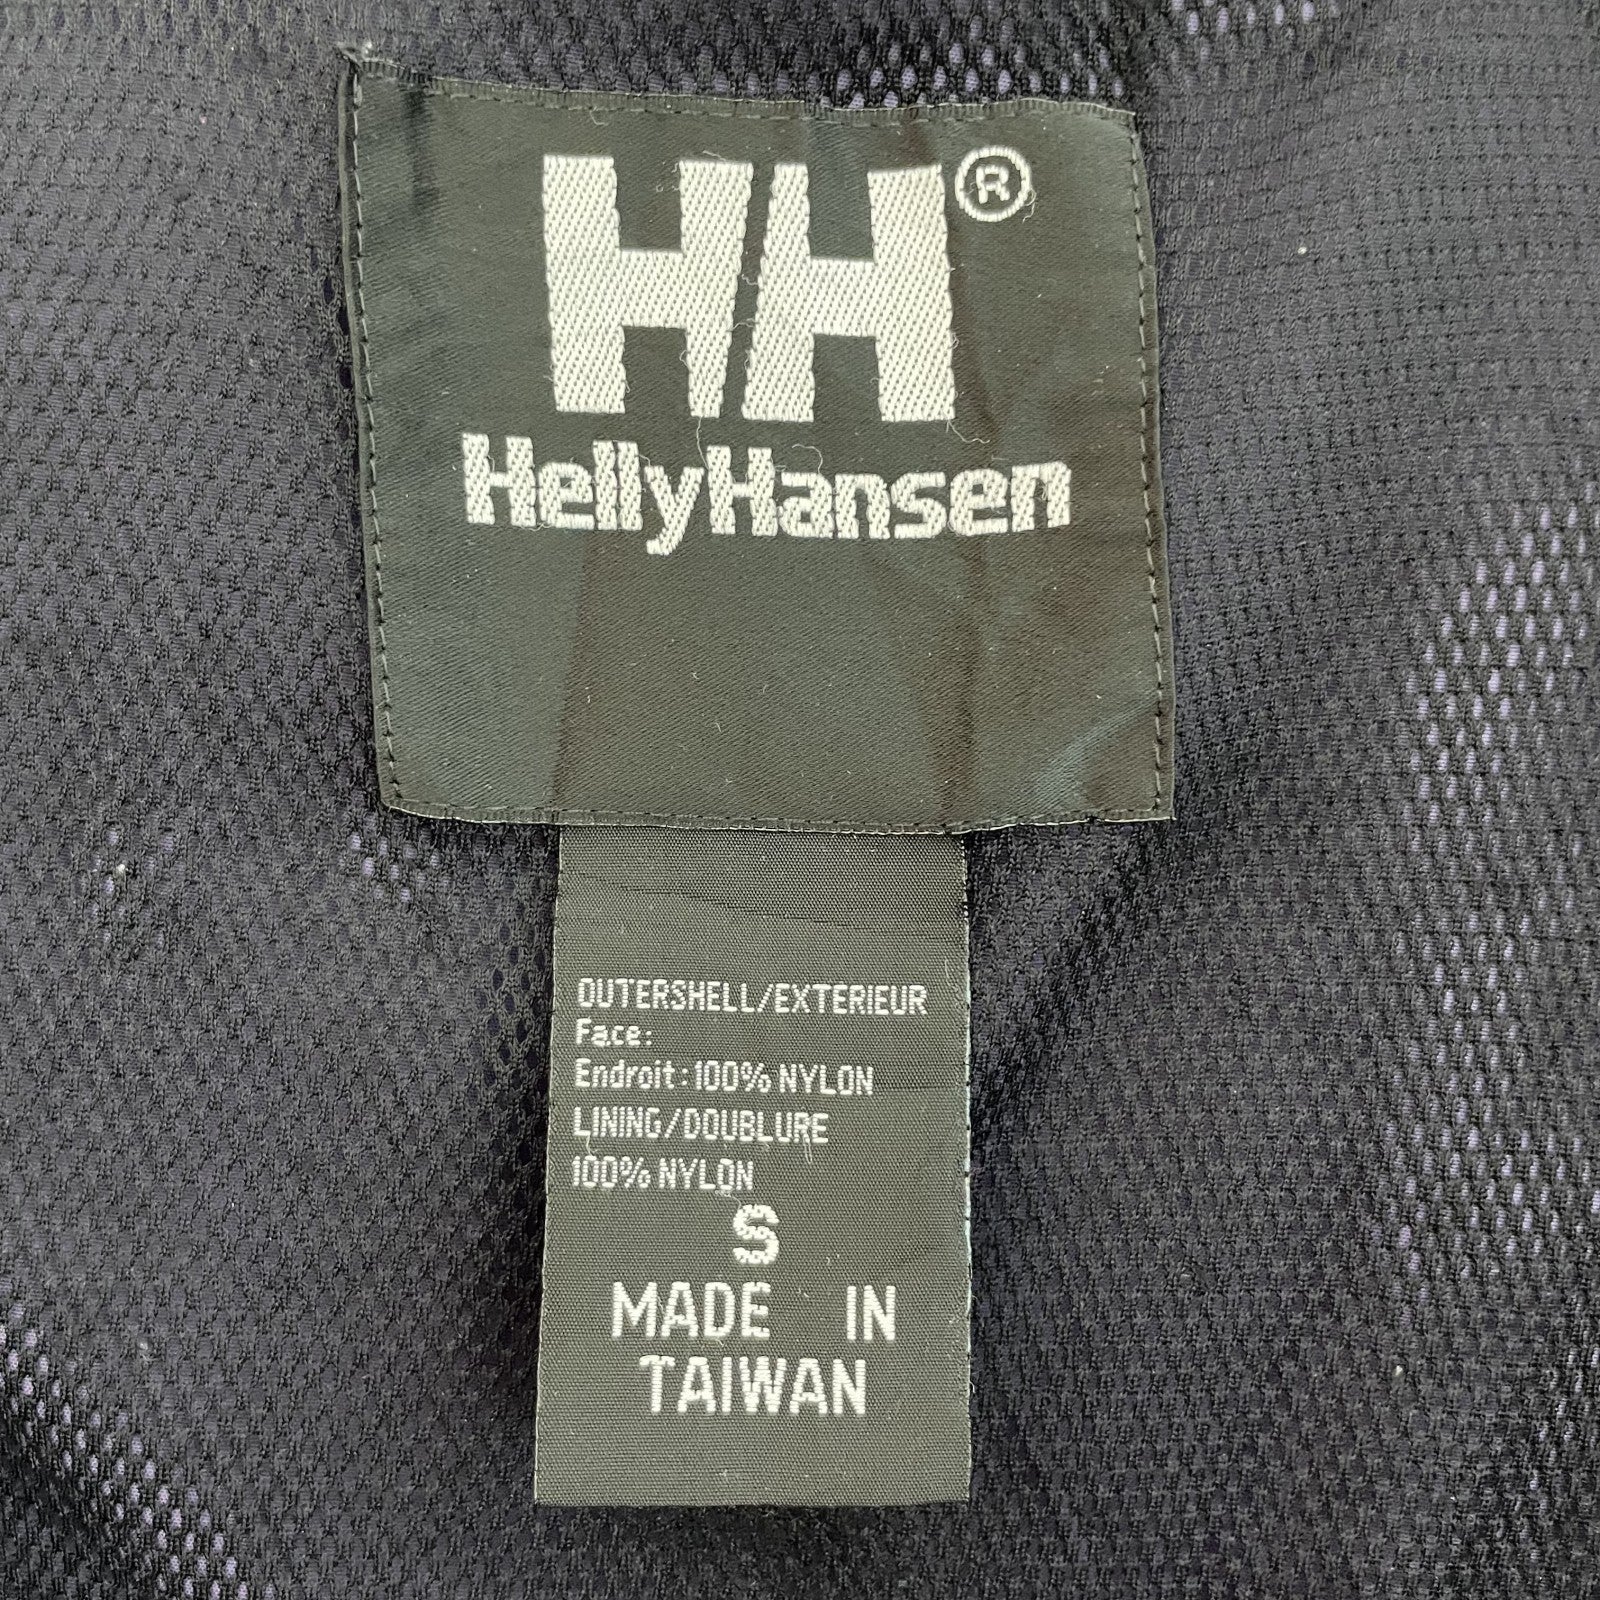 HH®
HellyHansen
OUTERSHELL/EXTERIEUR
Face:
Endroit:100% NYLON
LINING/DOUBLURE
100% NYLON
S
MADE IN
TAIWAN